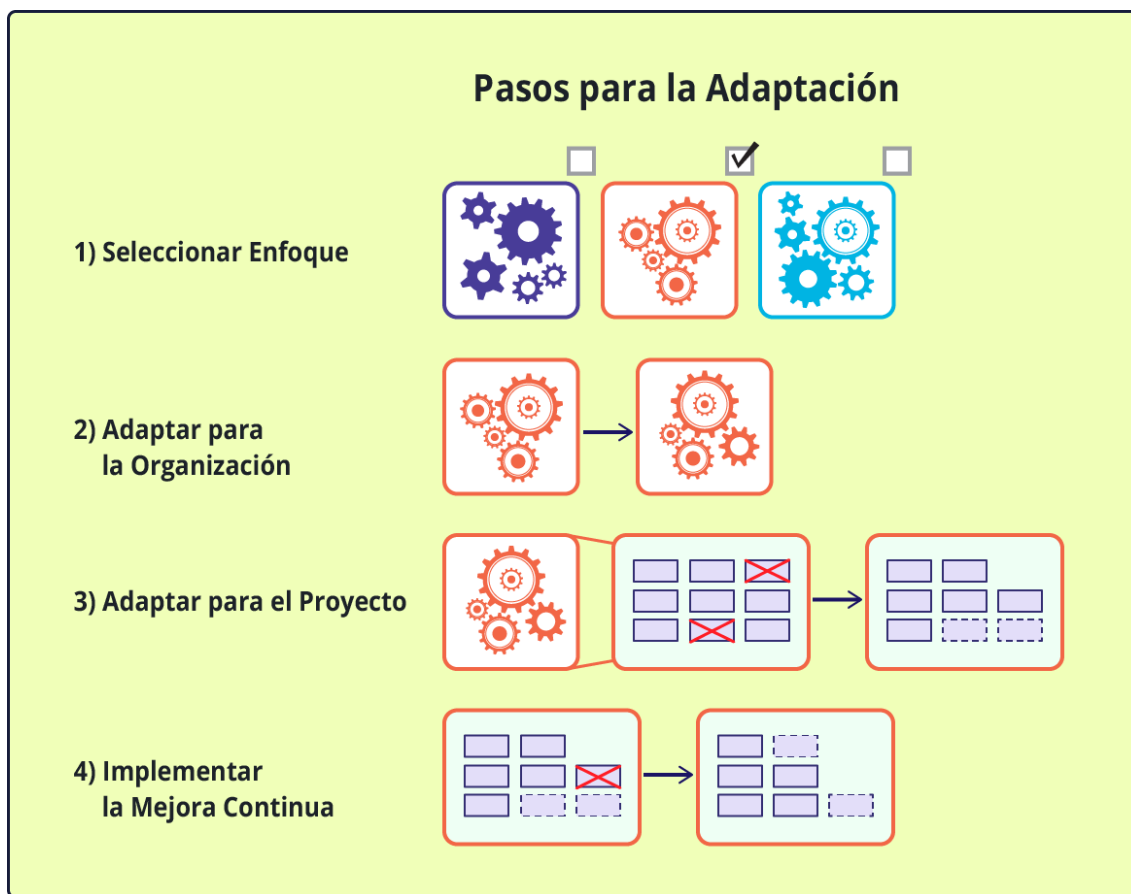 Pasos para la Adaptación
1) Seleccionar Enfoque
2) Adaptar para
la Organización
3) Adaptar para el Proyecto
4) Implementar
la Mejora Continua